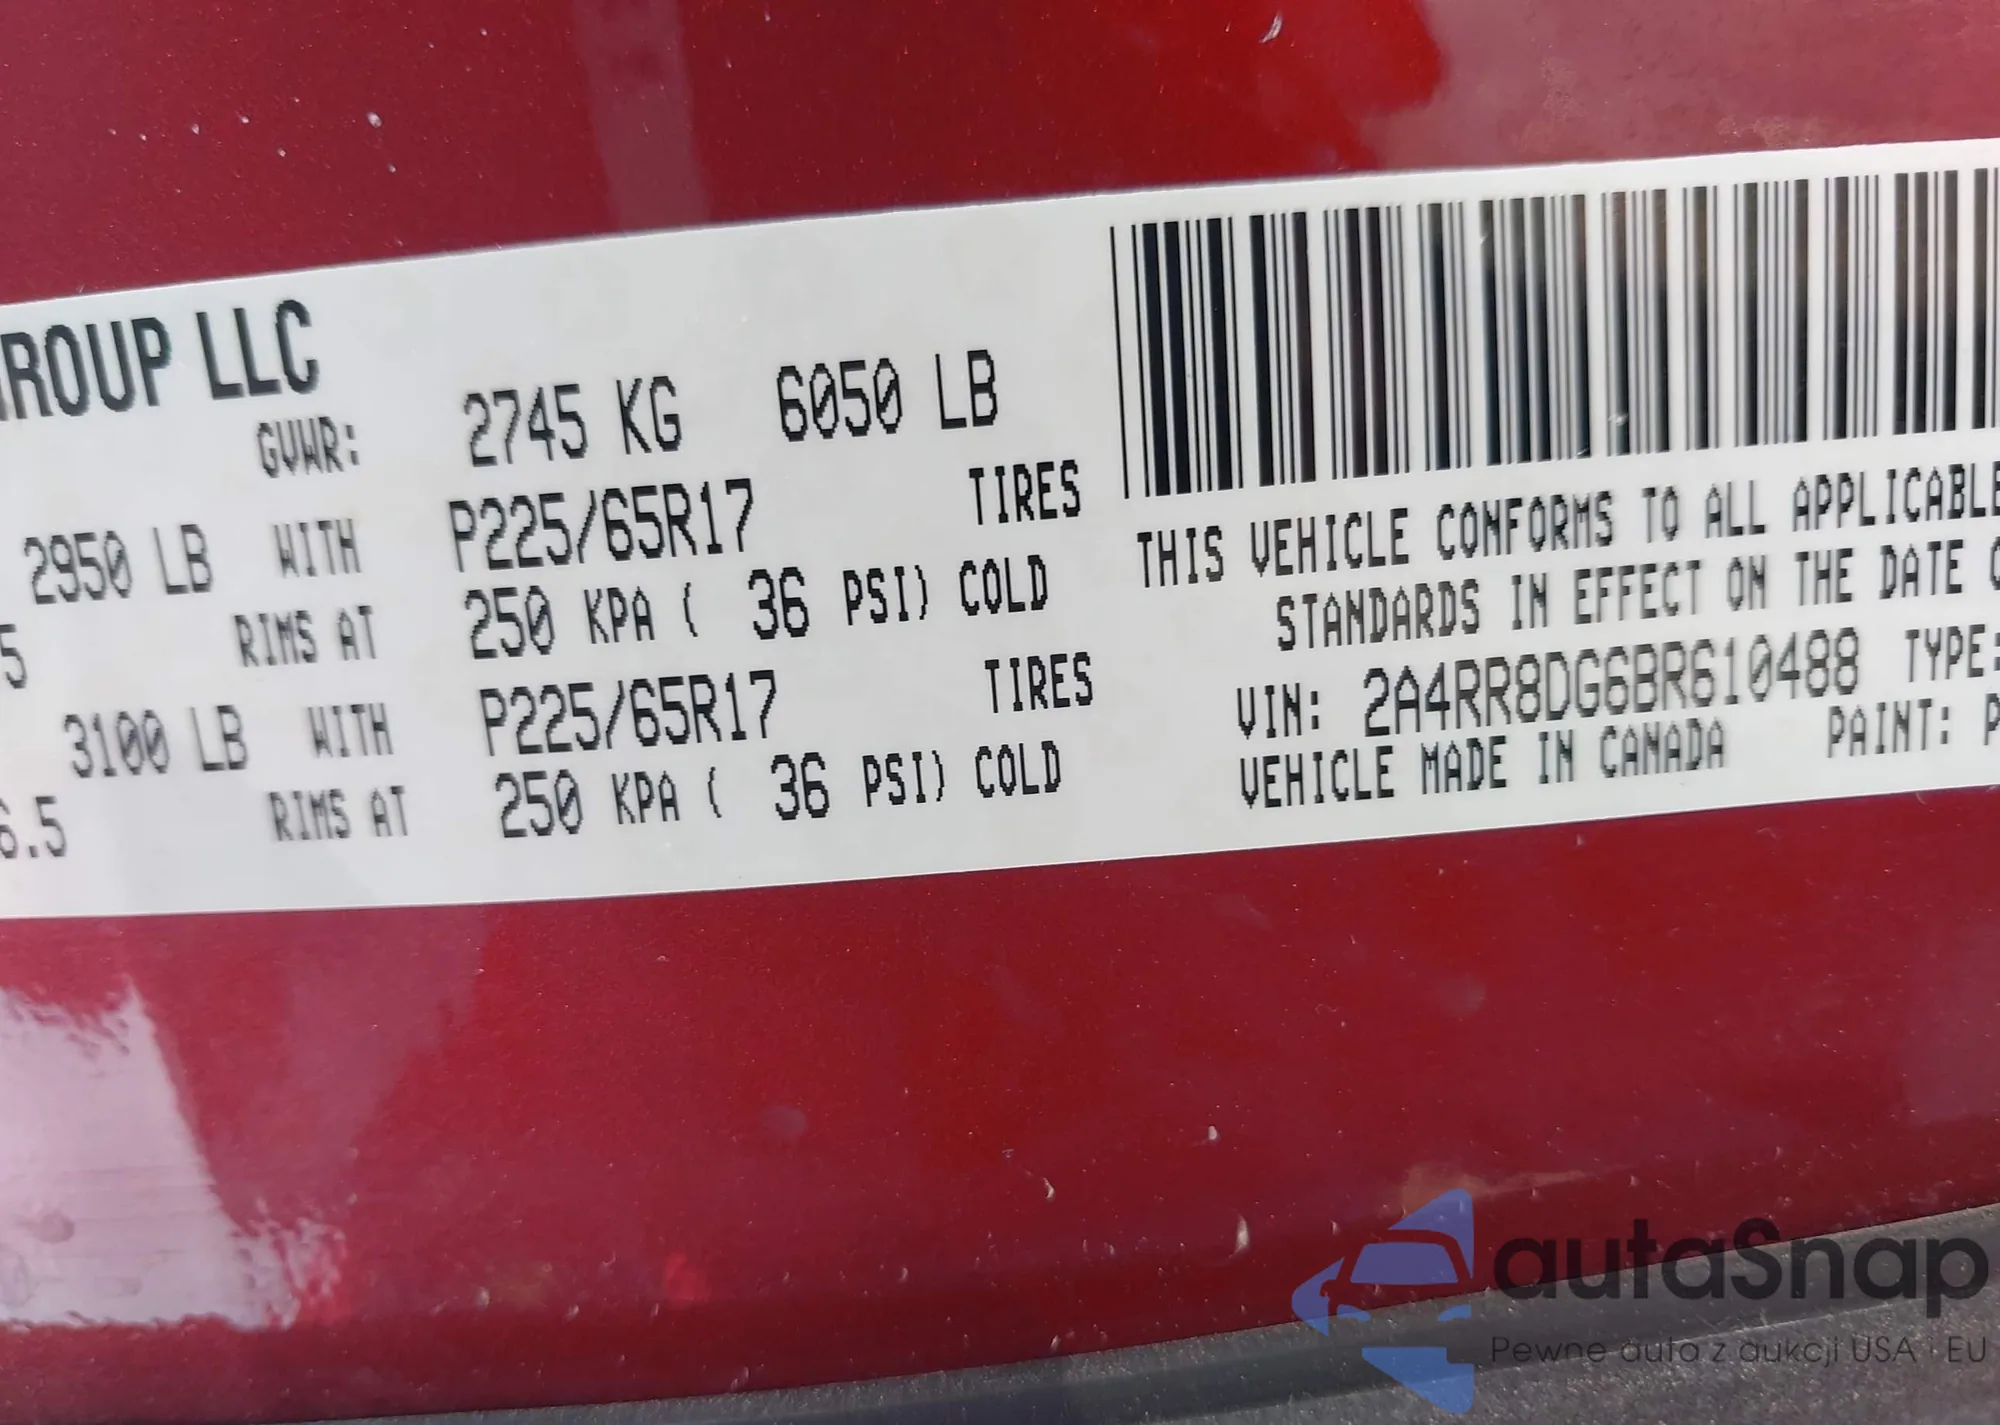 GROUP LLC
GVWR: 2745 KG 6050 LB
2950 LB WITH P225/65R17 TIRES
5 RIMS AT 250 KPA ( 36 PSI) COLD
3100 LB WITH P225/65R17 TIRES
6.5 RIMS AT 250 KPA ( 36 PSI) COLD
THIS VEHICLE CONFORMS TO ALL APPLICABLE
STANDARDS IN EFFECT ON THE DATE O
VIN: 2A4RR8DG6BR610488 TYPE:
VEHICLE MADE IN CANADA PAINT: P
autaSnap
Pewne auta z aukcji USA i EU